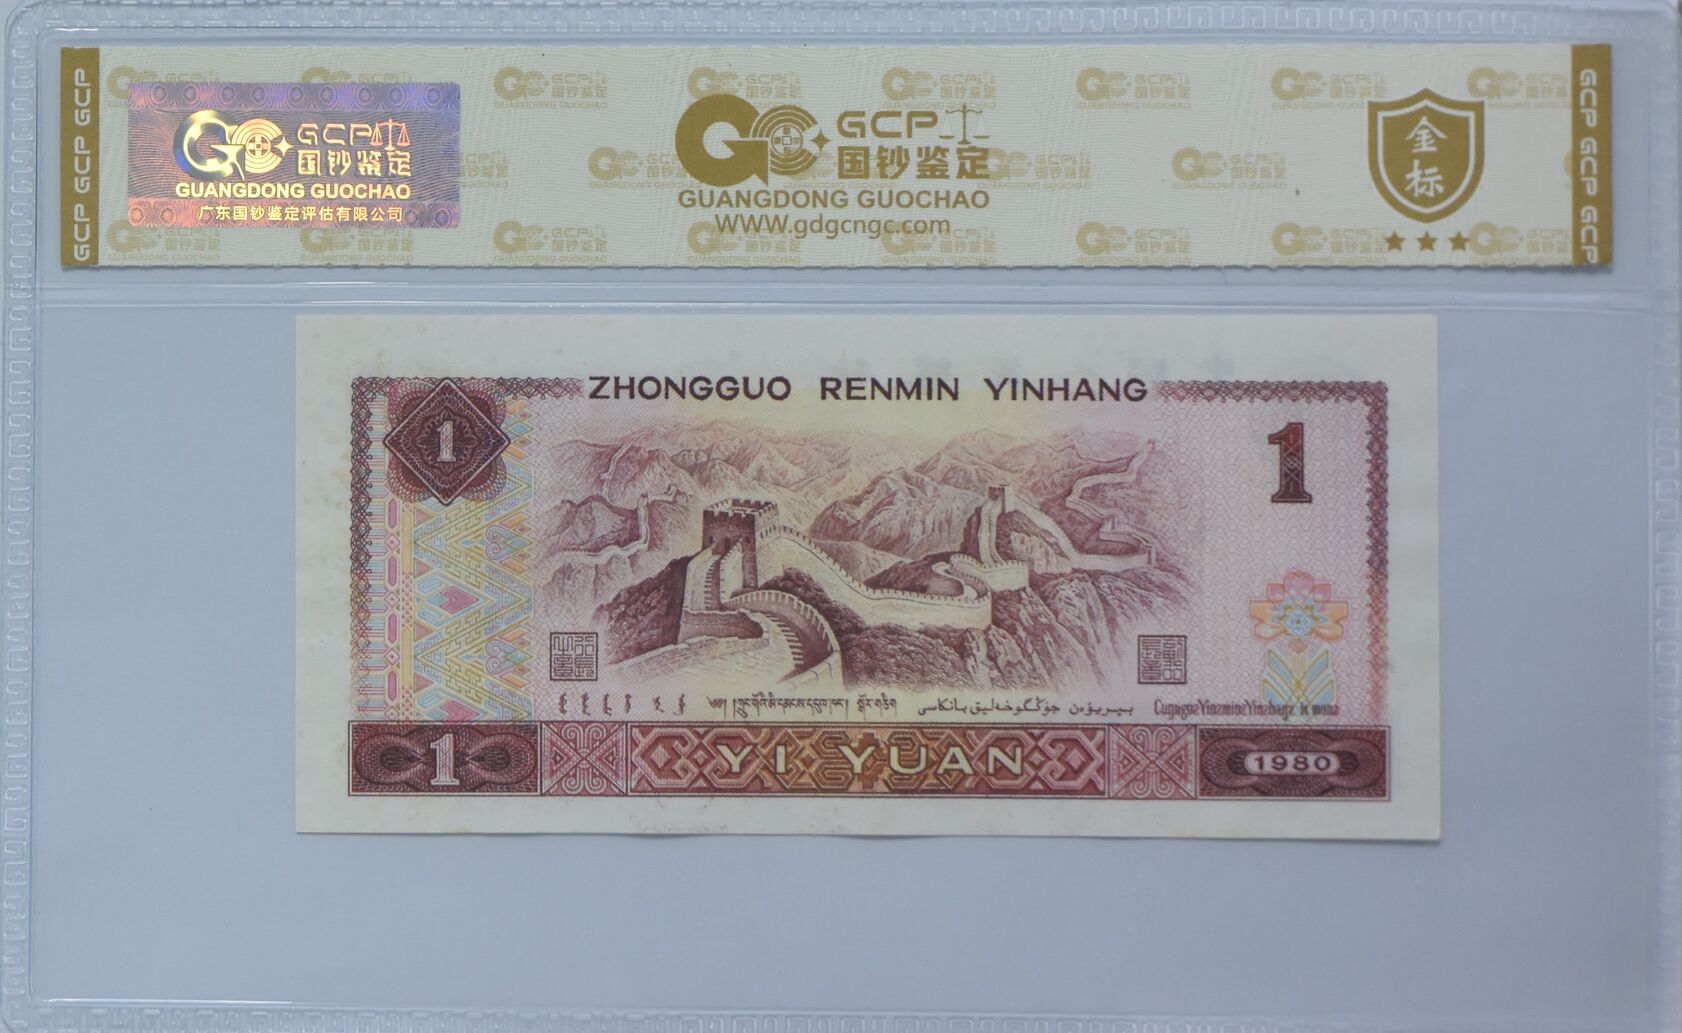 GCP GCP GCP
GCP
国钞鉴定
GUANGDONG GUOCHAO
广东国钞鉴定评估有限公司
GCP
国钞鉴定
GUANGDONG GUOCHAO
WWW.gdgcngc.com
金标
GCP GCP GCP
ZHONGGUO RENMIN YINHANG
1
1
1
YI YUAN
1980